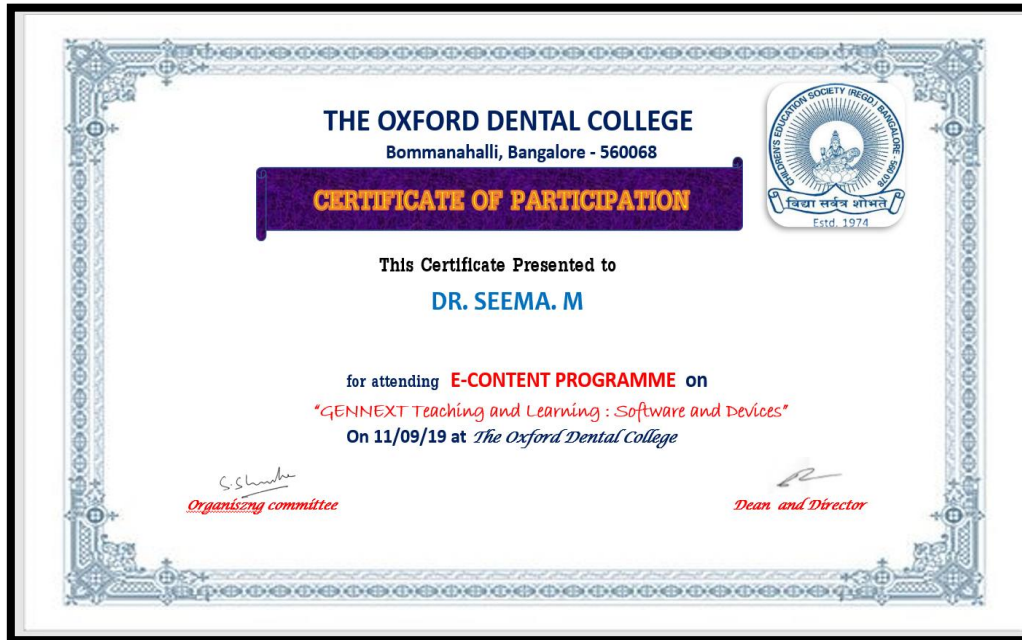 THE OXFORD DENTAL COLLEGE
Bommanahalli, Bangalore - 560068
CHILDREN'S EDUCATION SOCIETY (REGD.) BANGALORE - 560 078
विद्या सर्वत्र शोभते
Estd. 1974
CERTIFICATE OF PARTICIPATION
This Certificate Presented to
DR. SEEMA. M
for attending E-CONTENT PROGRAMME on
"GENNEXT Teaching and Learning : Software and Devices"
On 11/09/19 at The Oxford Dental College
Organiszng committee
Dean and Director